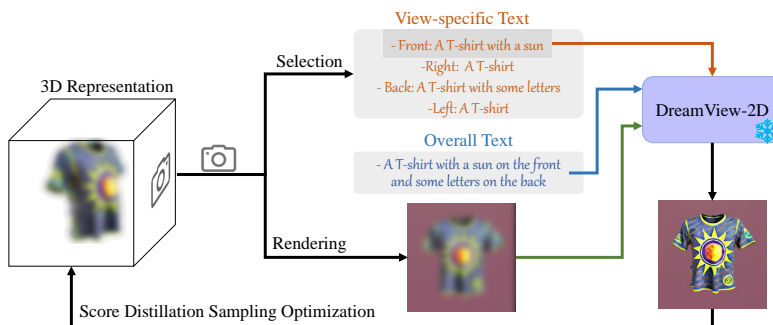 View-specific Text
- Front: A T-shirt with a sun
-Right: A T-shirt
- Back: A T-shirt with some letters
-Left: A T-shirt
Selection
3D Representation
DreamView-2D
Overall Text
- A T-shirt with a sun on the front
and some letters on the back
Rendering
Score Distillation Sampling Optimization